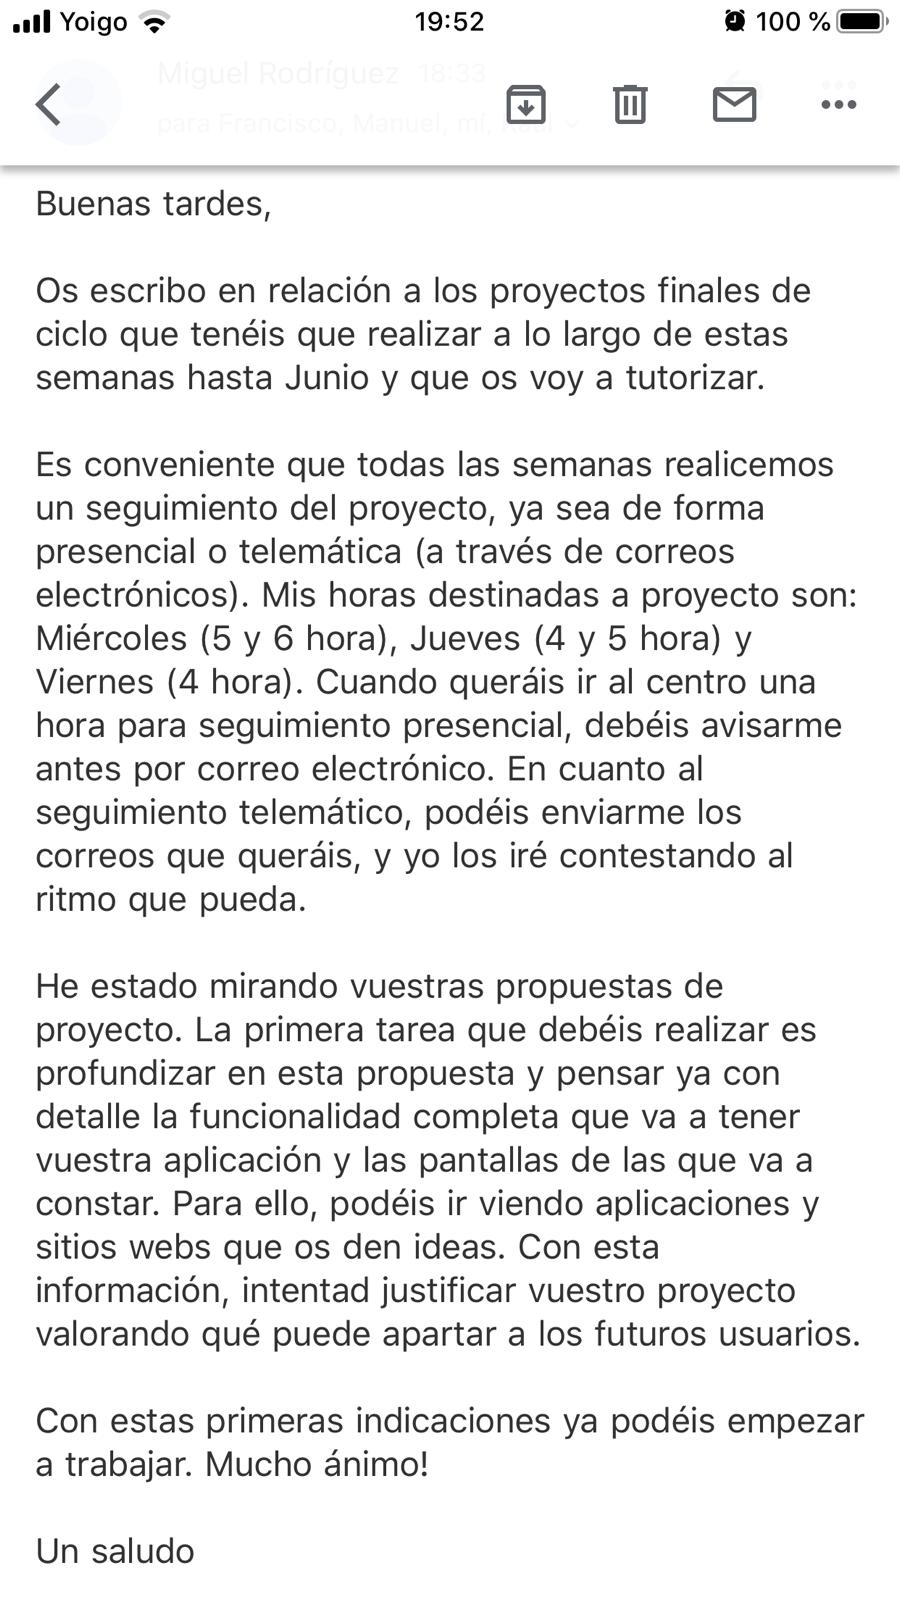 Yoigo 19:52 100 %
Miguel Rodríguez 18:33
para Francisco, Manuel, mí, Raúl
Buenas tardes,
Os escribo en relación a los proyectos finales de
ciclo que tenéis que realizar a lo largo de estas
semanas hasta Junio y que os voy a tutorizar.
Es conveniente que todas las semanas realicemos
un seguimiento del proyecto, ya sea de forma
presencial o telemática (a través de correos
electrónicos). Mis horas destinadas a proyecto son:
Miércoles (5 y 6 hora), Jueves (4 y 5 hora) y
Viernes (4 hora). Cuando queráis ir al centro una
hora para seguimiento presencial, debéis avisarme
antes por correo electrónico. En cuanto al
seguimiento telemático, podéis enviarme los
correos que queráis, y yo los iré contestando al
ritmo que pueda.
He estado mirando vuestras propuestas de
proyecto. La primera tarea que debéis realizar es
profundizar en esta propuesta y pensar ya con
detalle la funcionalidad completa que va a tener
vuestra aplicación y las pantallas de las que va a
constar. Para ello, podéis ir viendo aplicaciones y
sitios webs que os den ideas. Con esta
información, intentad justificar vuestro proyecto
valorando qué puede apartar a los futuros usuarios.
Con estas primeras indicaciones ya podéis empezar
a trabajar. Mucho ánimo!
Un saludo